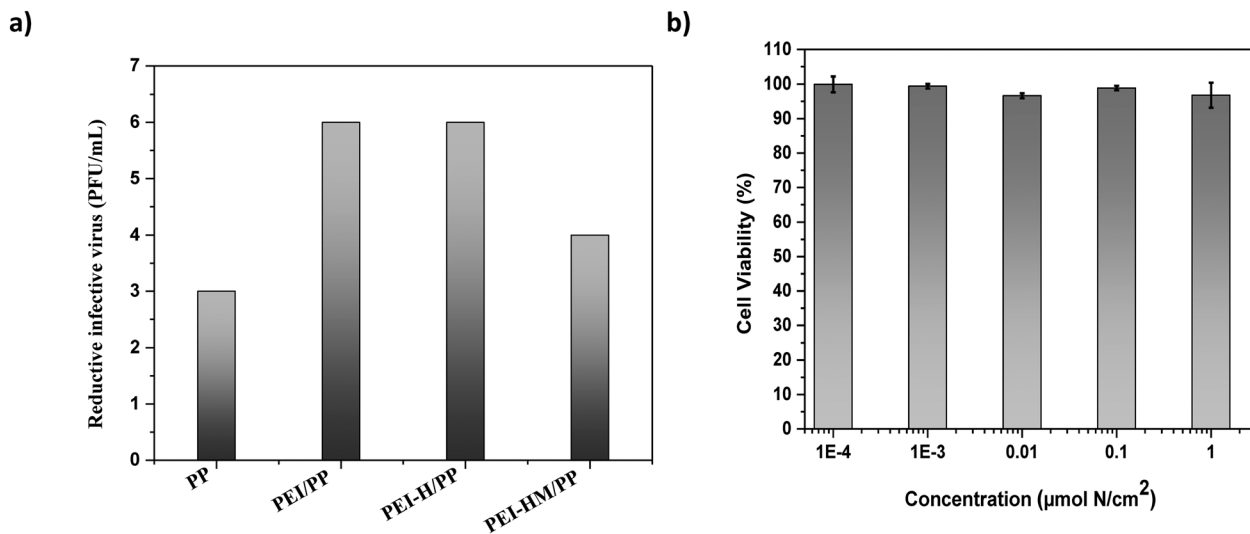 a)
Reductive infective virus (PFU/mL)
7
6
5
4
3
2
1
0
PP
PEI/PP
PEI-H/PP
PEI-HM/PP
b)
Cell Viability (%)
110
100
90
80
70
60
50
40
30
20
10
0
1E-4 1E-3 0.01 0.1 1
Concentration (μmol N/cm²)